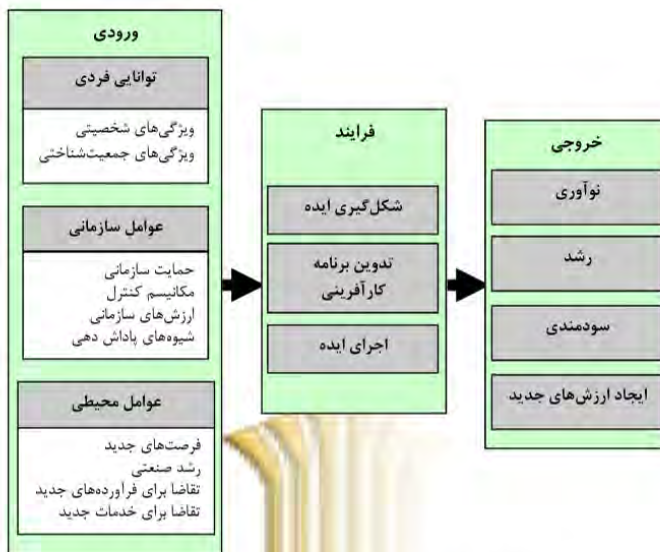 ورودی
توانایی فردی
ویژگی‌های شخصیتی
ویژگی‌های جمعیت‌شناختی
عوامل سازمانی
حمایت سازمانی
مکانیسم کنترل
ارزش‌های سازمانی
شیوه‌های پاداش دهی
عوامل محیطی
فرصت‌های جدید
رشد صنعتی
تقاضا برای فرآورده‌های جدید
تقاضا برای خدمات جدید
فرایند
شکل‌گیری ایده
تدوین برنامه
کارآفرینی
اجرای ایده
خروجی
نوآوری
رشد
سودمندی
ایجاد ارزش‌های جدید